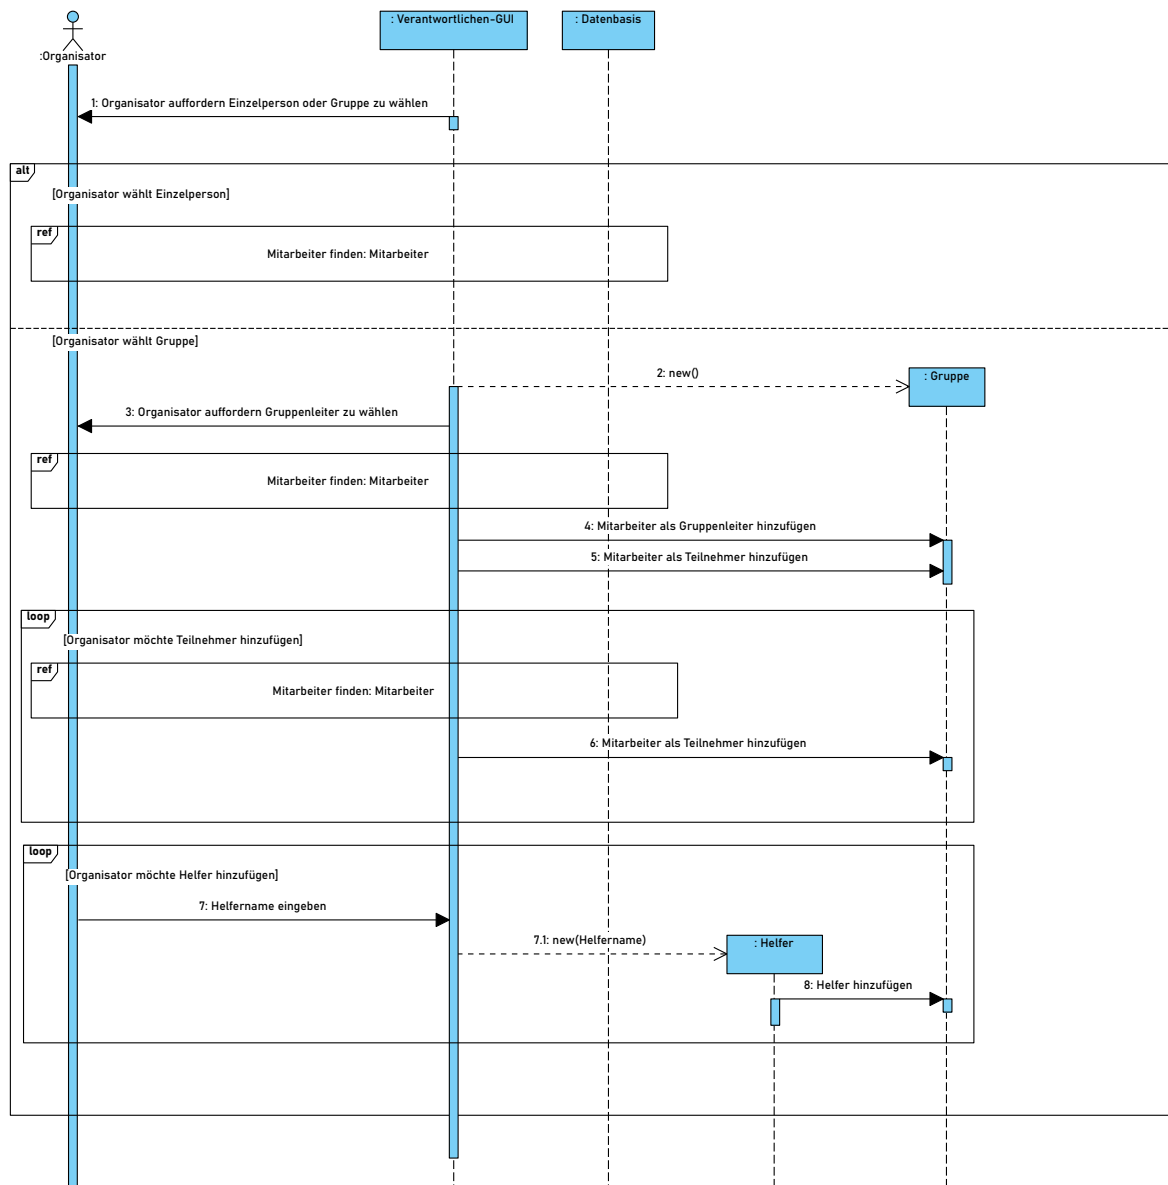 : Verantwortlichen-GUI
: Datenbasis
:Organisator
1: Organisator auffordern Einzelperson oder Gruppe zu wählen
alt
[Organisator wählt Einzelperson]
ref
Mitarbeiter finden: Mitarbeiter
[Organisator wählt Gruppe]
2: new()
: Gruppe
3: Organisator auffordern Gruppenleiter zu wählen
ref
Mitarbeiter finden: Mitarbeiter
4: Mitarbeiter als Gruppenleiter hinzufügen
5: Mitarbeiter als Teilnehmer hinzufügen
loop
[Organisator möchte Teilnehmer hinzufügen]
ref
Mitarbeiter finden: Mitarbeiter
6: Mitarbeiter als Teilnehmer hinzufügen
loop
[Organisator möchte Helfer hinzufügen]
7: Helfername eingeben
7.1: new(Helfername)
: Helfer
8: Helfer hinzufügen